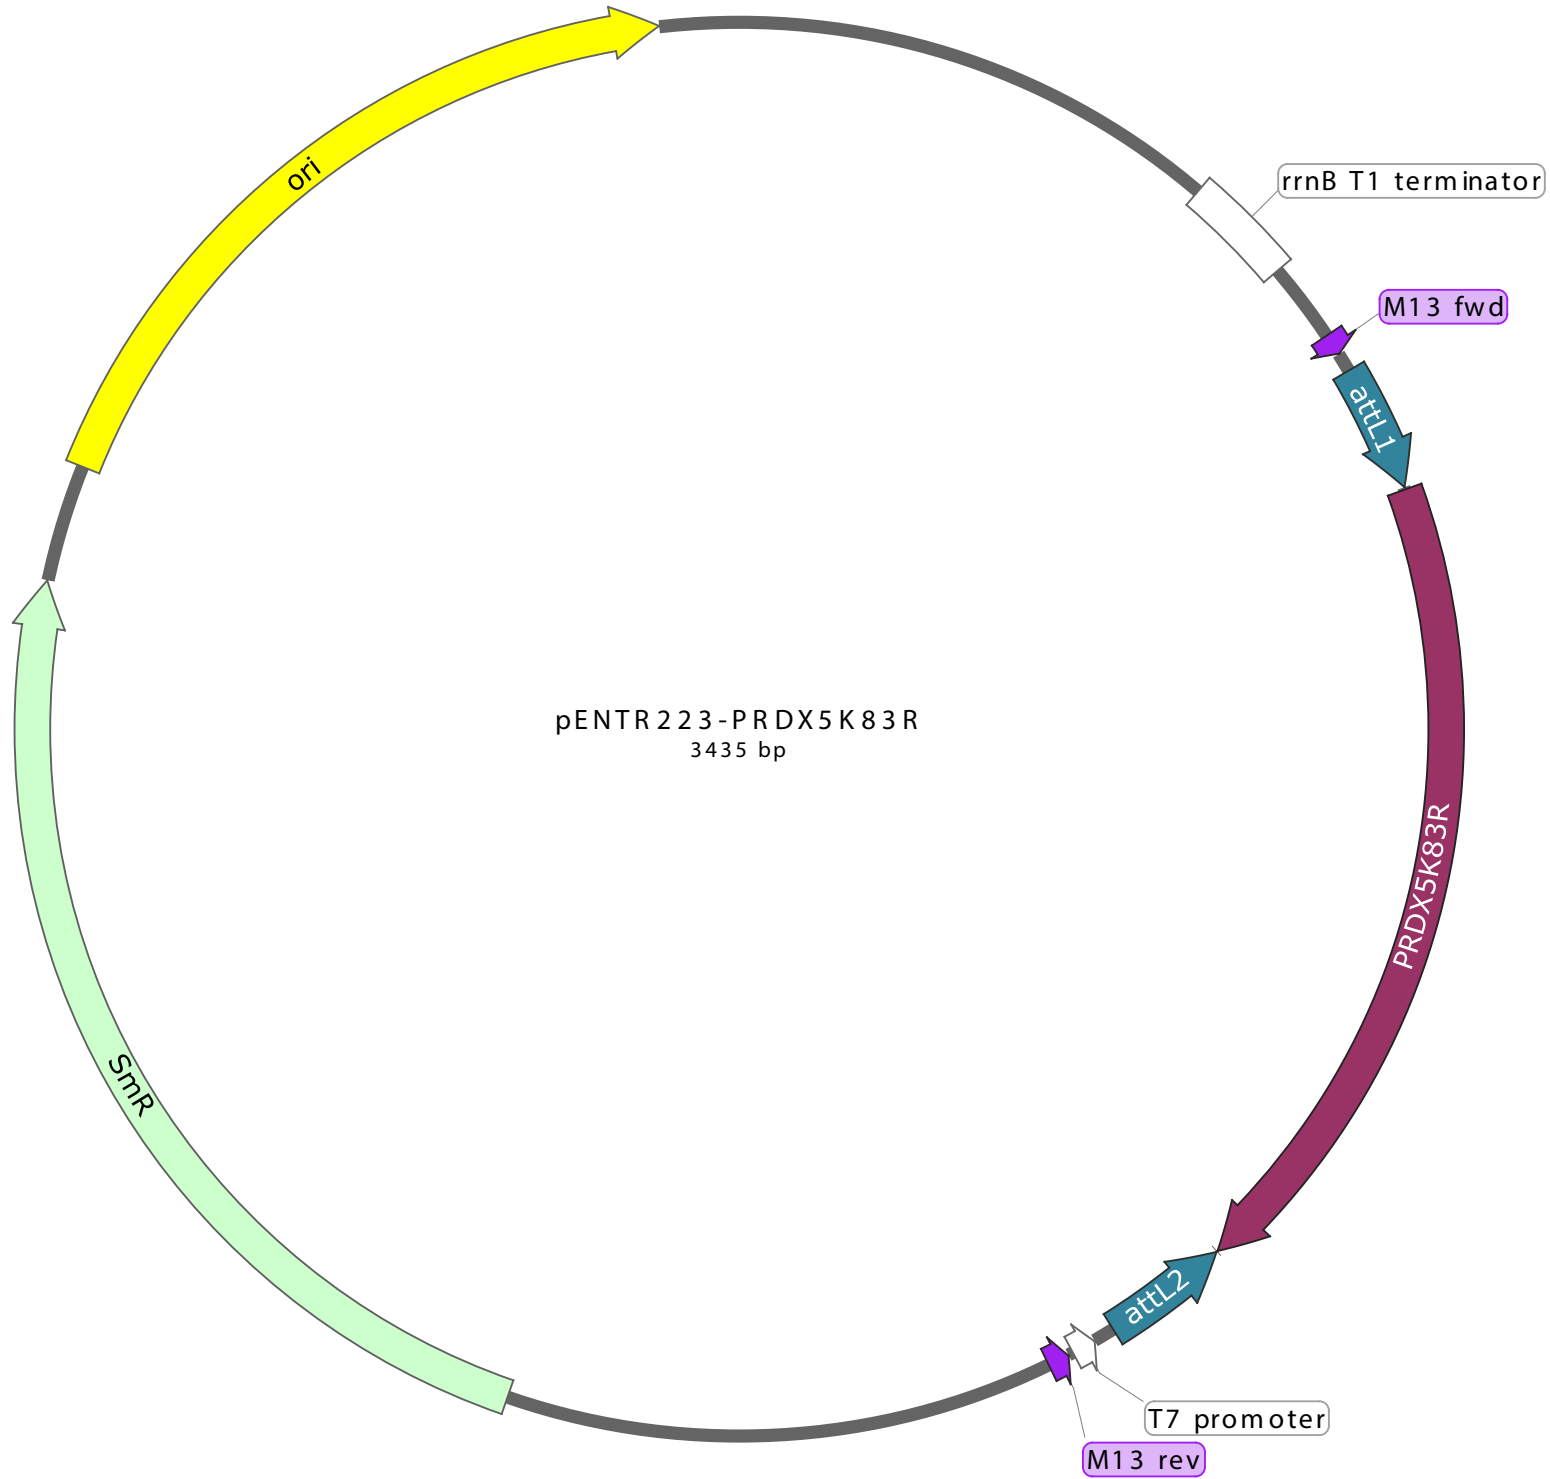 ori
rrnB T1 terminator
M13 fwd
attL1
pENTR223-PRDX5K83R
3435 bp
PRDX5K83R
SmR
attL2
T7 promoter
M13 rev